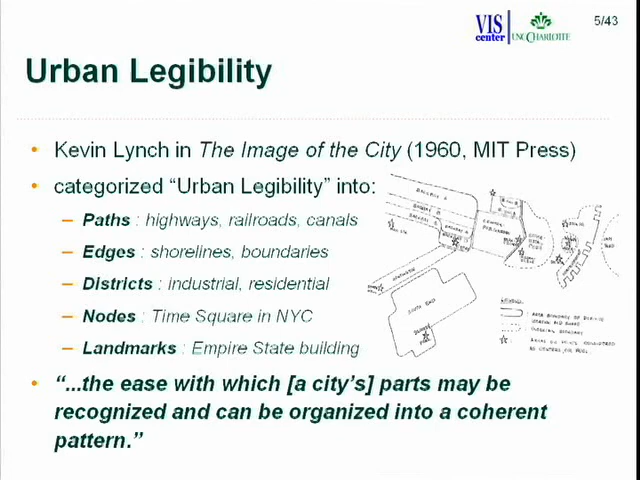 VIS
center
UNC CHARLOTTE
5/43
Urban Legibility
• Kevin Lynch in The Image of the City (1960, MIT Press)
• categorized “Urban Legibility” into:
– Paths : highways, railroads, canals
– Edges : shorelines, boundaries
– Districts : industrial, residential
– Nodes : Time Square in NYC
– Landmarks : Empire State building
• “...the ease with which [a city’s] parts may be
recognized and can be organized into a coherent
pattern.”
SOUTH END